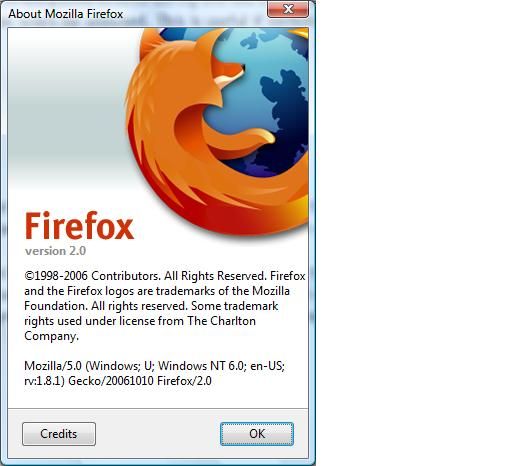 About Mozilla Firefox
Firefox
version 2.0
©1998-2006 Contributors. All Rights Reserved. Firefox
and the Firefox logos are trademarks of the Mozilla
Foundation. All rights reserved. Some trademark
rights used under license from The Charlton
Company.
Mozilla/5.0 (Windows; U; Windows NT 6.0; en-US;
rv:1.8.1) Gecko/20061010 Firefox/2.0
Credits
OK